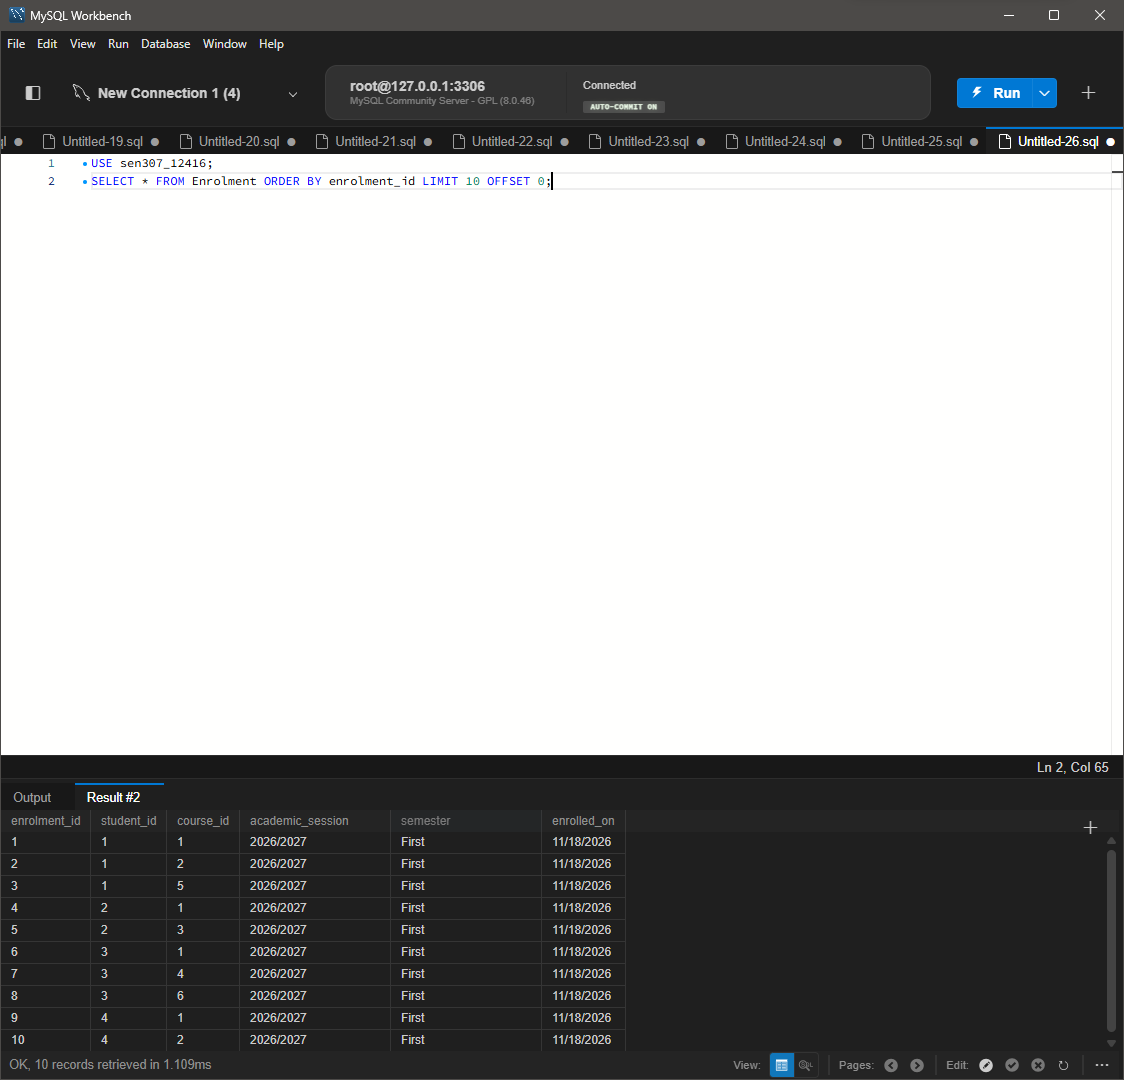 MySQL Workbench
File Edit View Run Database Window Help
New Connection 1 (4)
root@127.0.0.1:3306
MySQL Community Server - GPL (8.0.46)
Connected
AUTO-COMMIT ON
Run
ql Untitled-19.sql Untitled-20.sql Untitled-21.sql Untitled-22.sql Untitled-23.sql Untitled-24.sql Untitled-25.sql Untitled-26.sql
1 USE sen307_12416;
2 SELECT * FROM Enrolment ORDER BY enrolment_id LIMIT 10 OFFSET 0;
Ln 2, Col 65
Output Result #2
enrolment_id student_id course_id academic_session semester enrolled_on
1 1 1 2026/2027 First 11/18/2026
2 1 2 2026/2027 First 11/18/2026
3 1 5 2026/2027 First 11/18/2026
4 2 1 2026/2027 First 11/18/2026
5 2 3 2026/2027 First 11/18/2026
6 3 1 2026/2027 First 11/18/2026
7 3 4 2026/2027 First 11/18/2026
8 3 6 2026/2027 First 11/18/2026
9 4 1 2026/2027 First 11/18/2026
10 4 2 2026/2027 First 11/18/2026
OK, 10 records retrieved in 1.109ms
View: Pages: Edit: